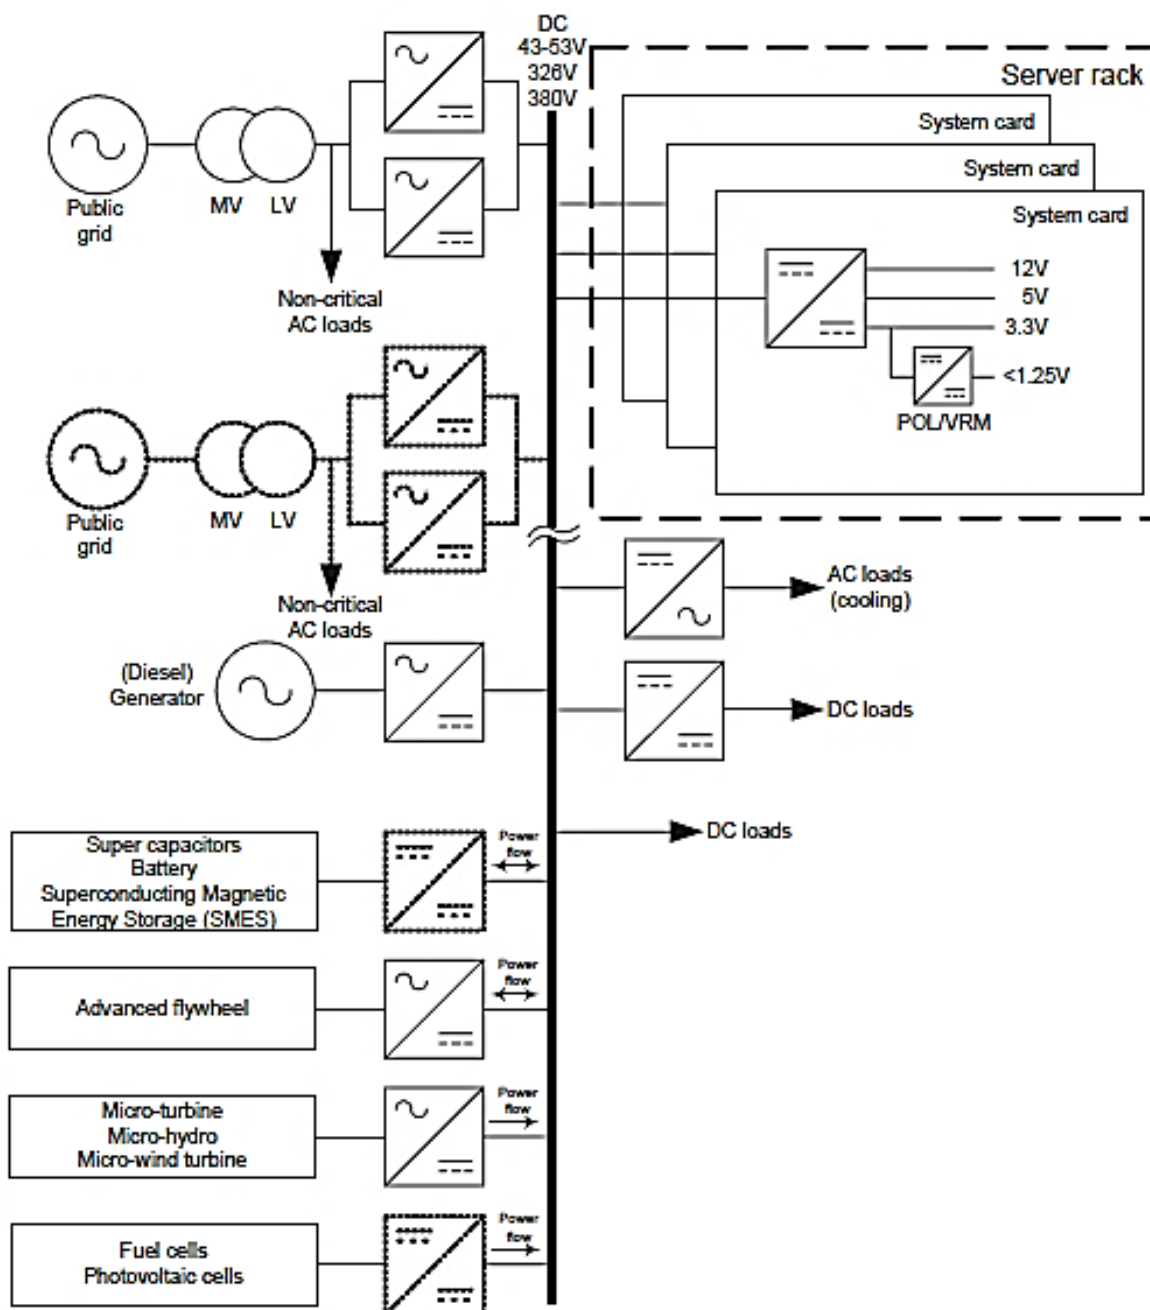 DC
43-53V
326V
380V
Server rack
System card
System card
System card
12V
5V
3.3V
<1.25V
POL/VRM
Public
grid
MV
LV
Non-critical
AC loads
Public
grid
MV
LV
Non-critical
AC loads
AC loads
(cooling)
(Diesel)
Generator
DC loads
DC loads
Super capacitors
Battery
Superconducting Magnetic
Energy Storage (SMES)
Power
flow
Advanced flywheel
Power
flow
Micro-turbine
Micro-hydro
Micro-wind turbine
Power
flow
Fuel cells
Photovoltaic cells
Power
flow